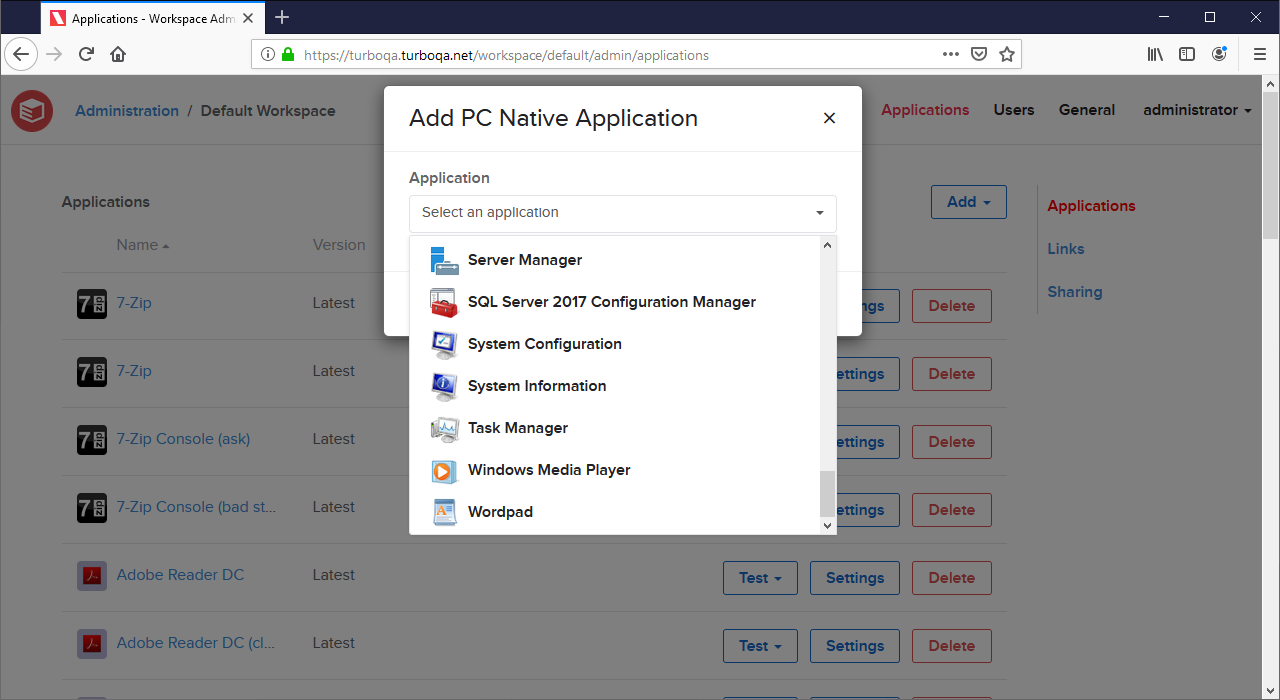 Applications - Workspace Adm
https://turboqa.turboqa.net/workspace/default/admin/applications
Administration / Default Workspace
Applications Users General administrator
Add PC Native Application
Application
Select an application
Server Manager
SQL Server 2017 Configuration Manager
System Configuration
System Information
Task Manager
Windows Media Player
Wordpad
Applications
Add
Name Version
7-Zip Latest ngs Delete
7-Zip Latest ettings Delete
7-Zip Console (ask) Latest ettings Delete
7-Zip Console (bad st... Latest ettings Delete
Adobe Reader DC Latest Test Settings Delete
Adobe Reader DC (cl... Latest Test Settings Delete
Applications
Links
Sharing